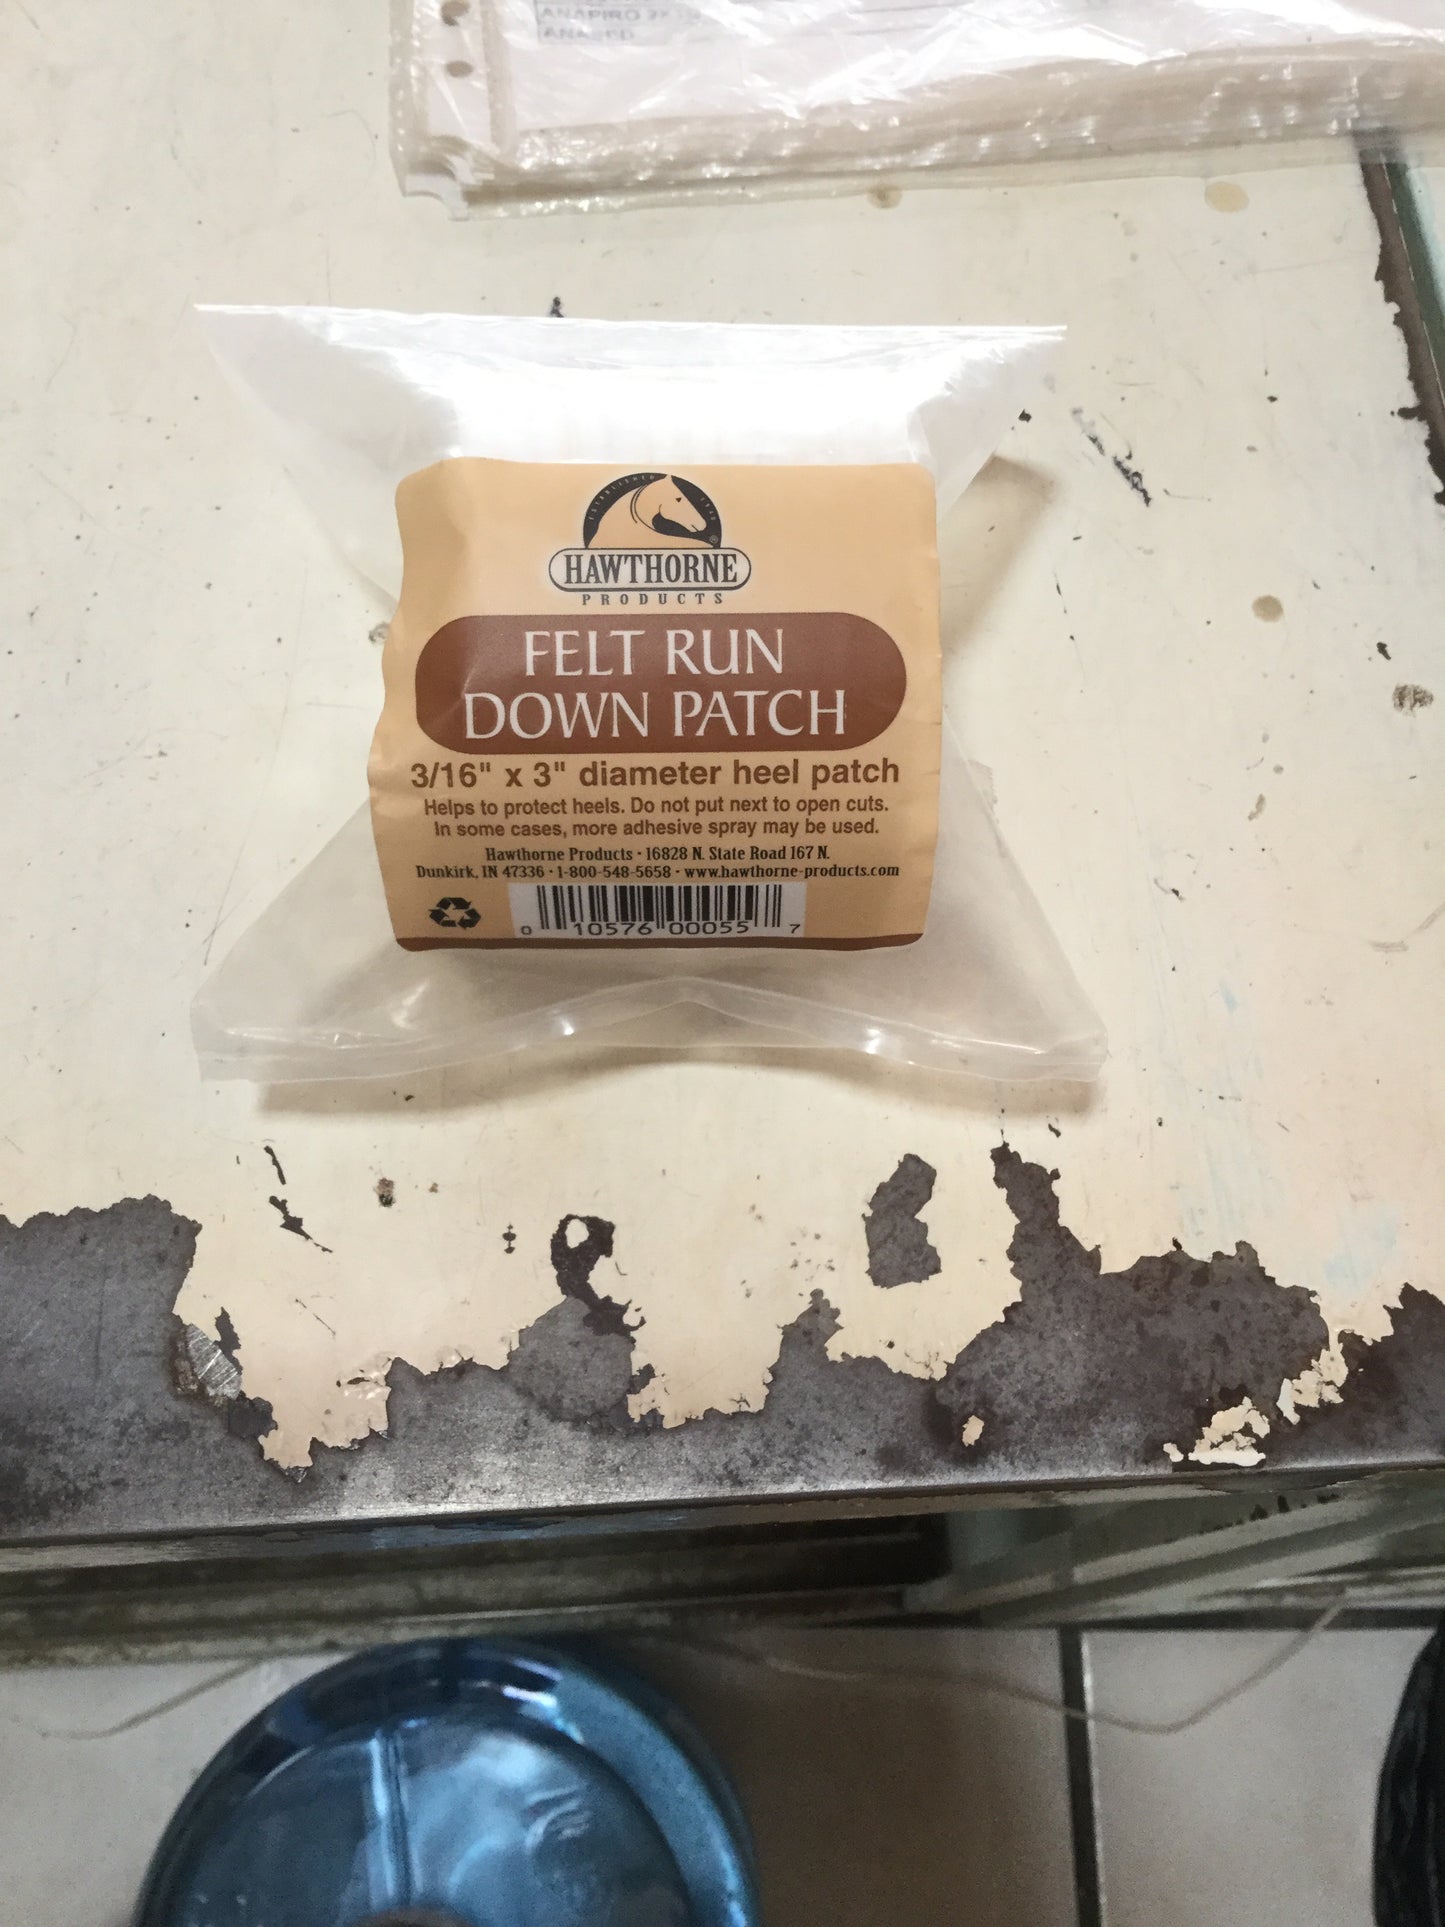 ESTABLISHED
HAWTHORNE
PRODUCTS
FELT RUN
DOWN PATCH
3/16" x 3" diameter heel patch
Helps to protect heels. Do not put next to open cuts.
In some cases, more adhesive spray may be used.
Hawthorne Products · 16828 N. State Road 167 N.
Dunkirk, IN 47336 · 1-800-548-5658 · www.hawthorne-products.com
0 10576 00055 7